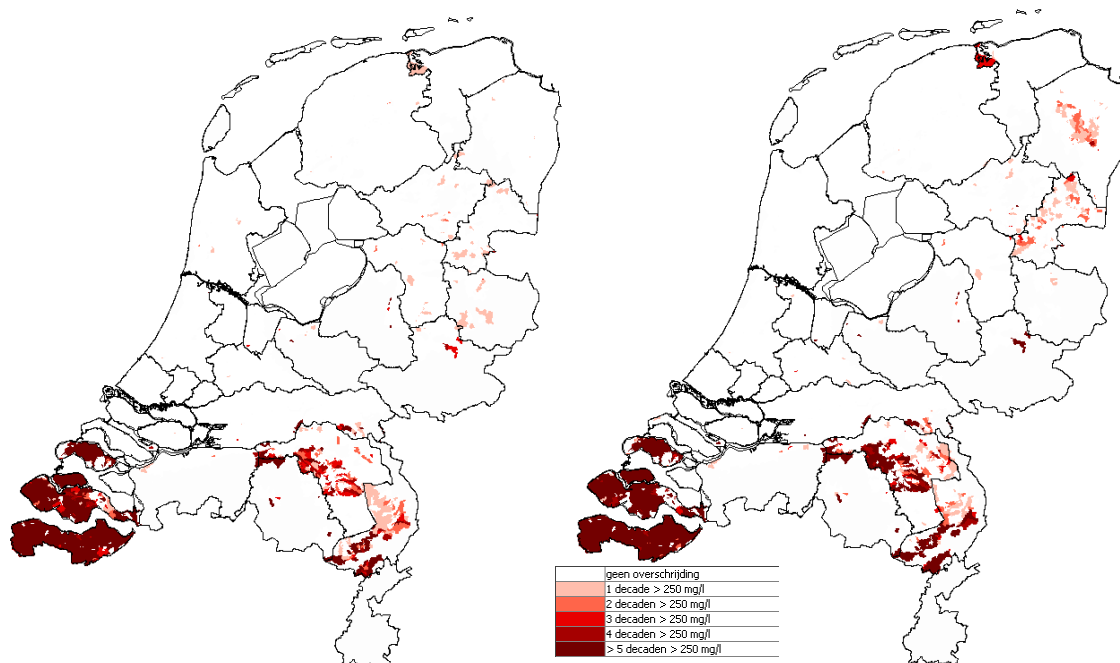 geen overschrijding
1 decade > 250 mg/l
2 decaden > 250 mg/l
3 decaden > 250 mg/l
4 decaden > 250 mg/l
> 5 decaden > 250 mg/l